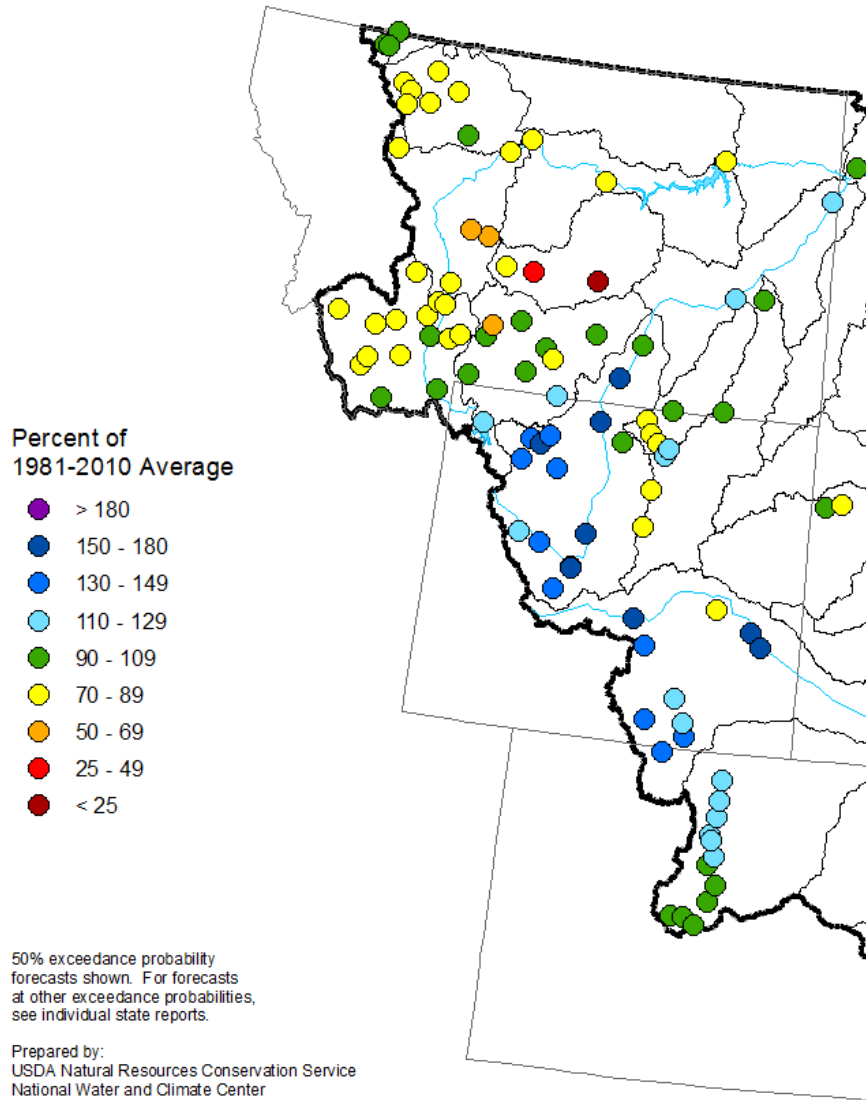 Percent of
1981-2010 Average
> 180
150 - 180
130 - 149
110 - 129
90 - 109
70 - 89
50 - 69
25 - 49
< 25
50% exceedance probability
forecasts shown. For forecasts
at other exceedance probabilities,
see individual state reports.
Prepared by:
USDA Natural Resources Conservation Service
National Water and Climate Center